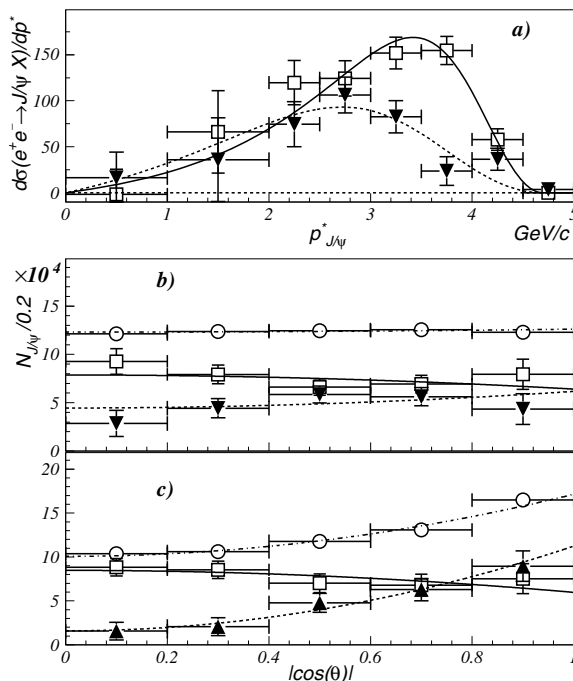 dσ(e⁺e⁻→J/ψ X)/dp*
150
100
50
0
a)
0 1 2 3 4 5
p*J/ψ GeV/c
N J/ψ /0.2 ×10⁴
15
10
5
0
b)
20
15
10
5
0
c)
0 0.2 0.4 0.6 0.8 1
|cos(θ)|